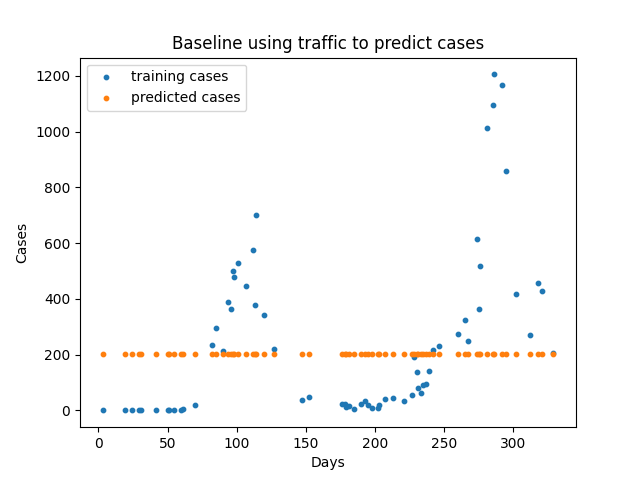 Baseline using traffic to predict cases
training cases
predicted cases
1200
1000
800
600
400
200
0
Cases
0 50 100 150 200 250 300
Days